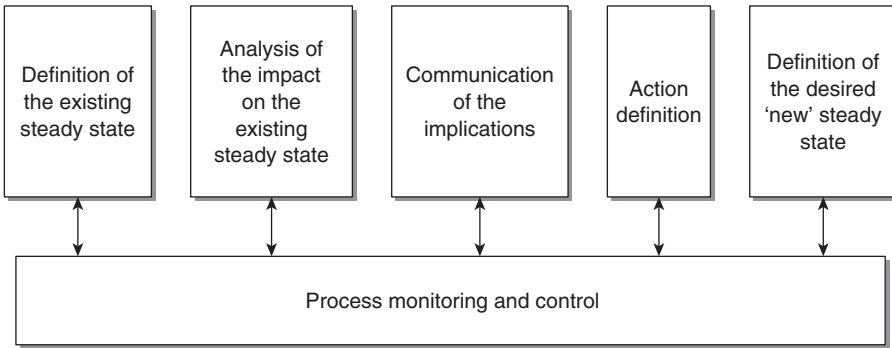 Definition of
the existing
steady state
Analysis of
the impact
on the
existing
steady state
Communication
of the
implications
Action
definition
Definition of
the desired
‘new’ steady
state
Process monitoring and control